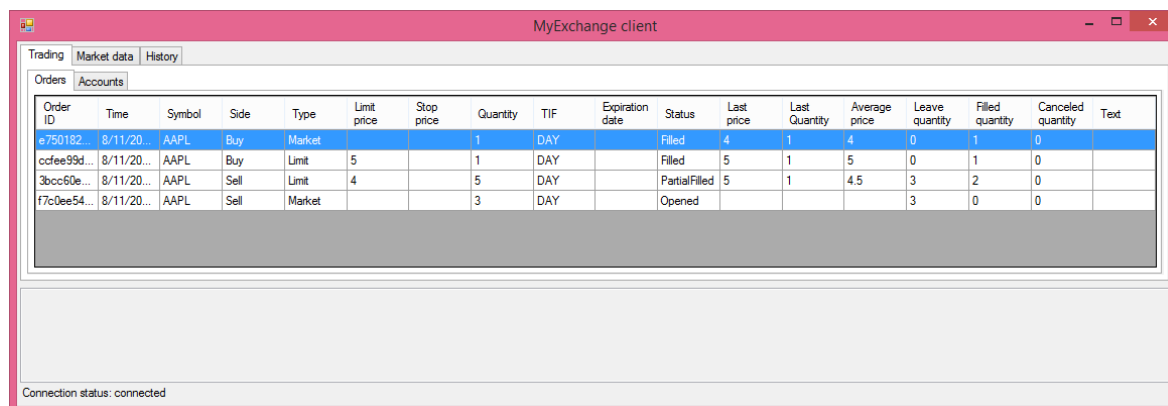 MyExchange client
Trading Market data History
Orders Accounts
Order ID Time Symbol Side Type Limit price Stop price Quantity TIF Expiration date Status Last price Last Quantity Average price Leave quantity Filled quantity Canceled quantity Text
e750182... 8/11/20... AAPL Buy Market 1 DAY Filled 4 1 4 0 1 0
ccfee99d... 8/11/20... AAPL Buy Limit 5 1 DAY Filled 5 1 5 0 1 0
3bcc60e... 8/11/20... AAPL Sell Limit 4 5 DAY PartialFilled 5 1 4.5 3 2 0
f7c0ee54... 8/11/20... AAPL Sell Market 3 DAY Opened 3 0 0
Connection status: connected